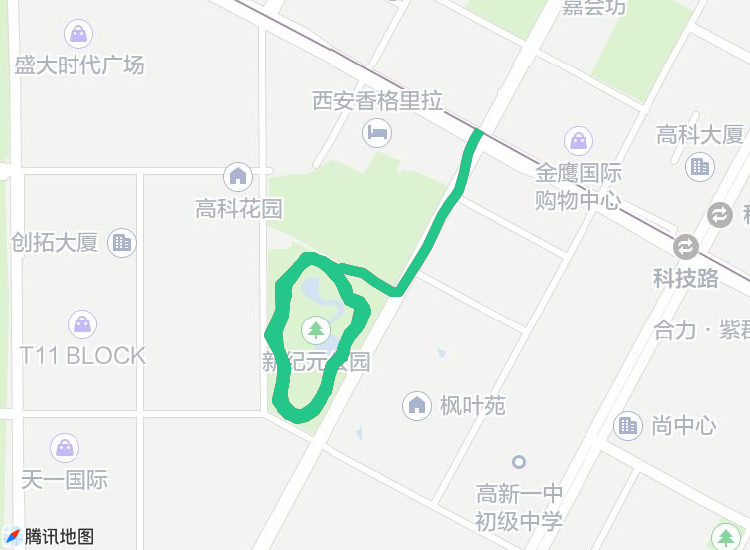 嘉会坊
盛大时代广场
西安香格里拉
高科大厦
金鹰国际
购物中心
高科花园
创拓大厦
科技路
T11 BLOCK
合力·紫郡
新纪元公园
枫叶苑
尚中心
天一国际
高新一中
初级中学
腾讯地图